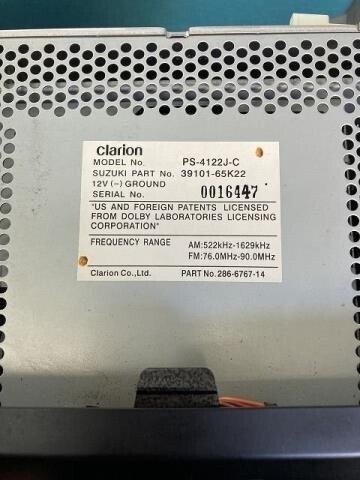 clarion
MODEL No. PS-4122J-C
SUZUKI PART No. 39101-65K22
12V (–) GROUND
SERIAL No. 0016447
"US AND FOREIGN PATENTS LICENSED
FROM DOLBY LABORATORIES LICENSING
CORPORATION"
FREQUENCY RANGE AM:522kHz-1629kHz
FM:76.0MHz-90.0MHz
Clarion Co.,Ltd. PART No.286-6767-14